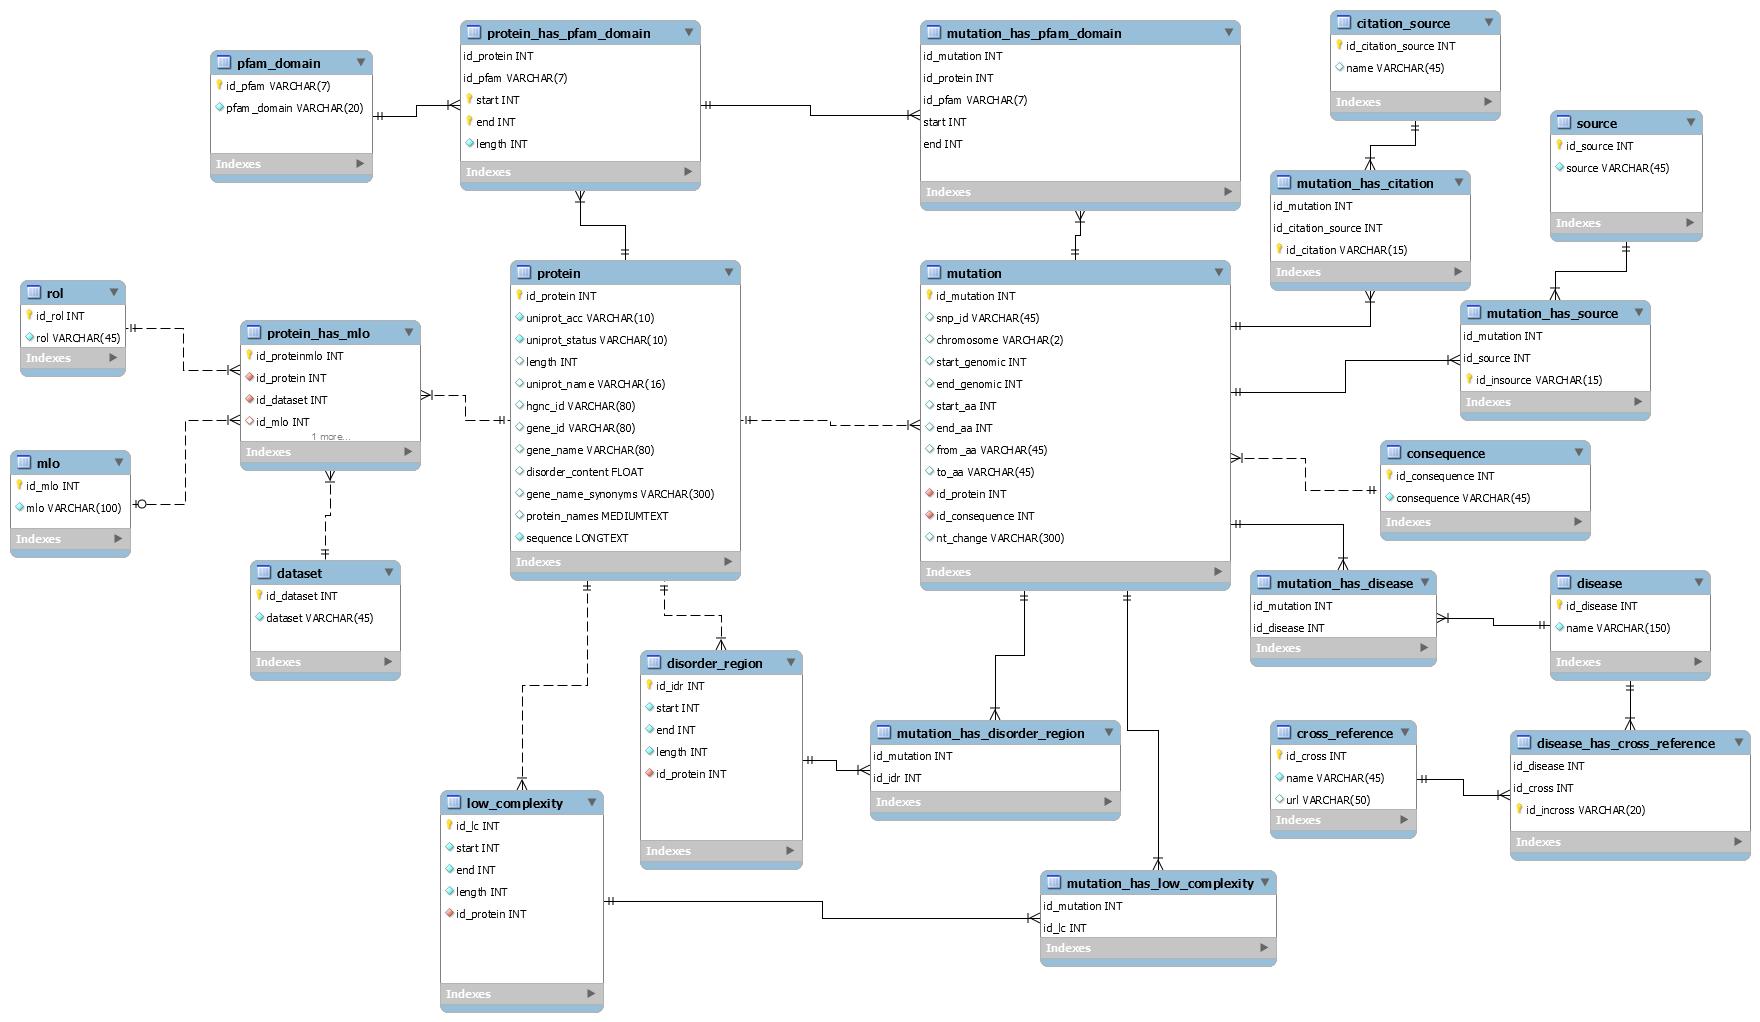 pfam_domain
id_pfam VARCHAR(7)
pfam_domain VARCHAR(20)
Indexes
protein_has_pfam_domain
id_protein INT
id_pfam VARCHAR(7)
start INT
end INT
length INT
Indexes
mutation_has_pfam_domain
id_mutation INT
id_protein INT
id_pfam VARCHAR(7)
start INT
end INT
Indexes
citation_source
id_citation_source INT
name VARCHAR(45)
Indexes
source
id_source INT
source VARCHAR(45)
Indexes
mutation_has_citation
id_mutation INT
id_citation_source INT
id_citation VARCHAR(15)
Indexes
rol
id_rol INT
rol VARCHAR(45)
Indexes
protein_has_mlo
id_proteinmlo INT
id_protein INT
id_dataset INT
id_mlo INT
1 more...
Indexes
protein
id_protein INT
uniprot_acc VARCHAR(10)
uniprot_status VARCHAR(10)
length INT
uniprot_name VARCHAR(16)
hgnc_id VARCHAR(80)
gene_id VARCHAR(80)
gene_name VARCHAR(80)
disorder_content FLOAT
gene_name_synonyms VARCHAR(300)
protein_names MEDIUMTEXT
sequence LONGTEXT
Indexes
mutation
id_mutation INT
snp_id VARCHAR(45)
chromosome VARCHAR(2)
start_genomic INT
end_genomic INT
start_aa INT
end_aa INT
from_aa VARCHAR(45)
to_aa VARCHAR(45)
id_protein INT
id_consequence INT
nt_change VARCHAR(300)
Indexes
mutation_has_source
id_mutation INT
id_source INT
id_insource VARCHAR(15)
Indexes
mlo
id_mlo INT
mlo VARCHAR(100)
Indexes
consequence
id_consequence INT
consequence VARCHAR(45)
Indexes
dataset
id_dataset INT
dataset VARCHAR(45)
Indexes
mutation_has_disease
id_mutation INT
id_disease INT
Indexes
disease
id_disease INT
name VARCHAR(150)
Indexes
disorder_region
id_idr INT
start INT
end INT
length INT
id_protein INT
Indexes
mutation_has_disorder_region
id_mutation INT
id_idr INT
Indexes
cross_reference
id_cross INT
name VARCHAR(45)
url VARCHAR(50)
Indexes
disease_has_cross_reference
id_disease INT
id_cross INT
id_incross VARCHAR(20)
Indexes
low_complexity
id_lc INT
start INT
end INT
length INT
id_protein INT
Indexes
mutation_has_low_complexity
id_mutation INT
id_lc INT
Indexes